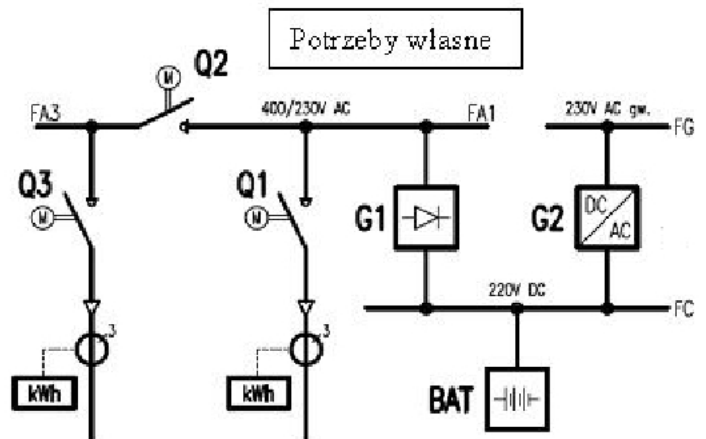 Potrzeby własne
Q2
M
FA3
400/230V AC
FA1
230V AC gw.
FG
Q3
M
Q1
M
G1
G2
DC
AC
220V DC
FC
3
3
kWh
kWh
BAT